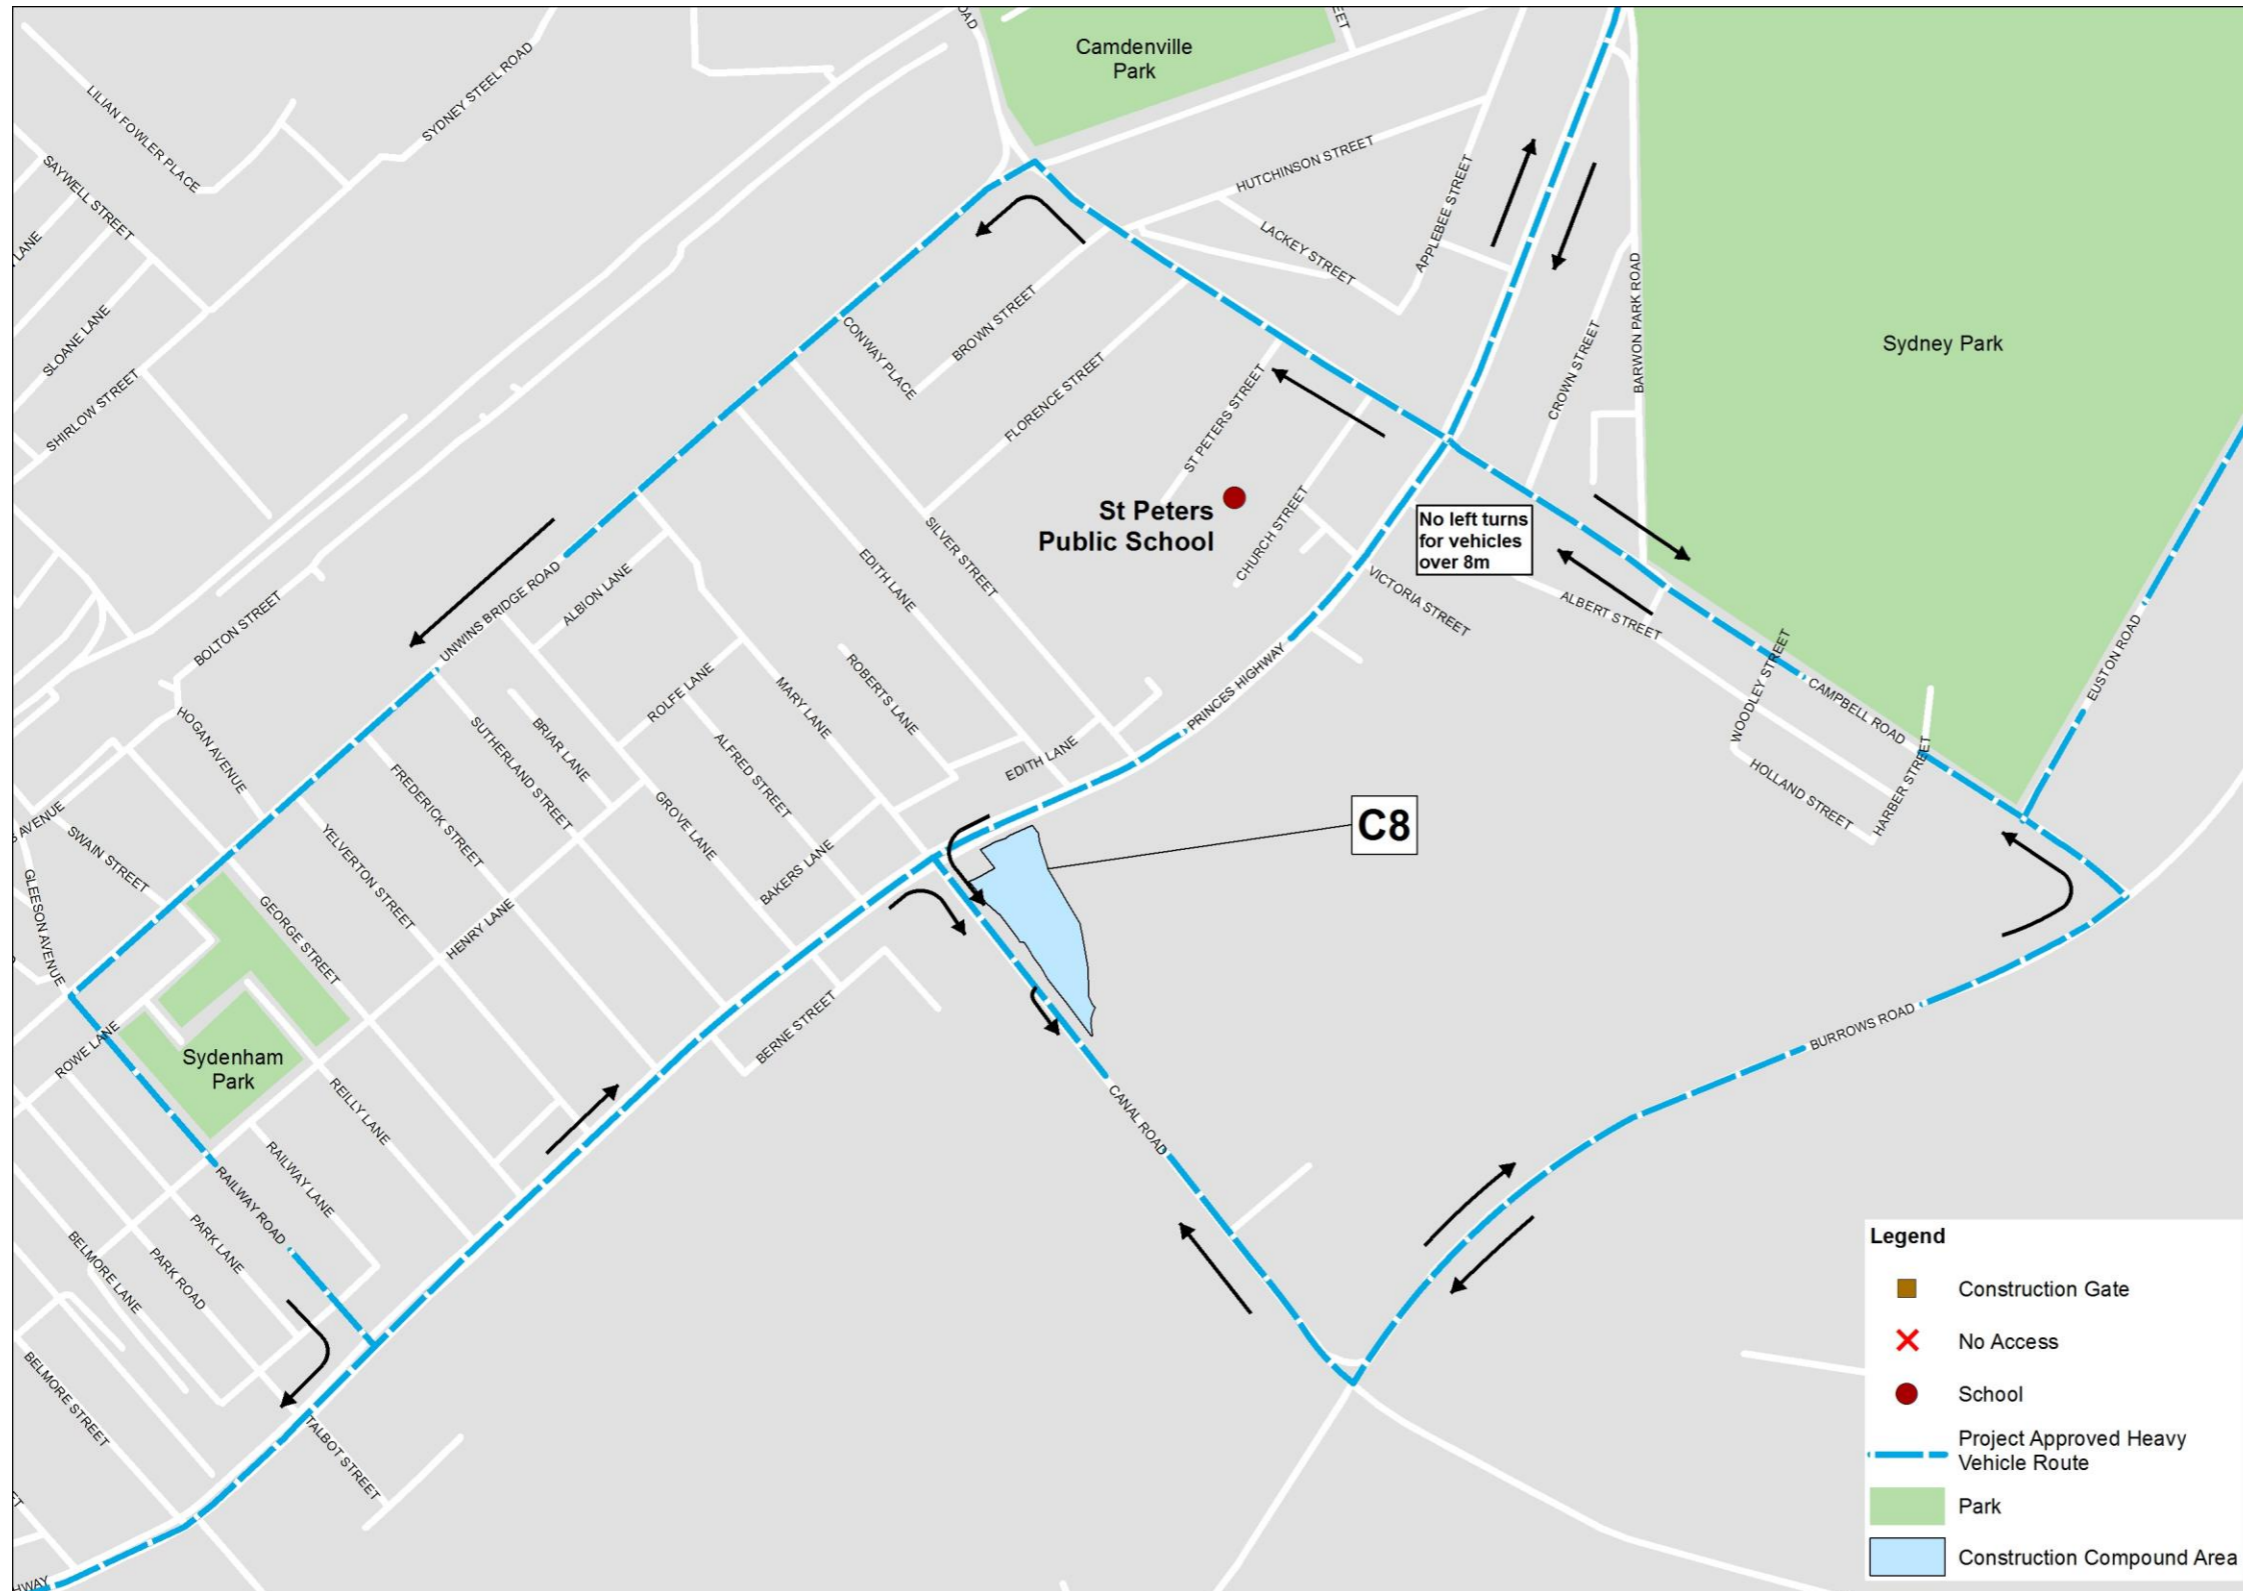 Camdenville
Park
LILIAN FOWLER PLACE
SYDNEY STEEL ROAD
SAYWELL STREET
LANE
SLOANE LANE
SHIRLOW STREET
HUTCHINSON STREET
LACKEY STREET
APPLEBEE STREET
BARWON PARK ROAD
CROWN STREET
Sydney Park
CONWAY PLACE
BROWN STREET
FLORENCE STREET
ST PETERS STREET
St Peters
Public School
CHURCH STREET
No left turns
for vehicles
over 8m
VICTORIA STREET
ALBERT STREET
WOODLEY STREET
CAMPBELL ROAD
EUSTON ROAD
HOLLAND STREET
HARBER STREET
SILVER STREET
EDITH LANE
UNWINS BRIDGE ROAD
ALBION LANE
BOLTON STREET
ROLFE LANE
MARY LANE
ROBERTS LANE
PRINCES HIGHWAY
EDITH LANE
HOGAN AVENUE
BRIAR LANE
SUTHERLAND STREET
FREDERICK STREET
ALFRED STREET
GROVE LANE
BAKERS LANE
C8
AVENUE
SWAIN STREET
YELVERTON STREET
GLEESON AVENUE
GEORGE STREET
HENRY LANE
BERNE STREET
ROWE LANE
Sydenham
Park
REILLY LANE
RAILWAY LANE
RAILWAY ROAD
PARK LANE
PARK ROAD
BELMORE LANE
BELMORE STREET
TALBOT STREET
CANAL ROAD
BURROWS ROAD
HWAY
Legend
Construction Gate
No Access
School
Project Approved Heavy
Vehicle Route
Park
Construction Compound Area